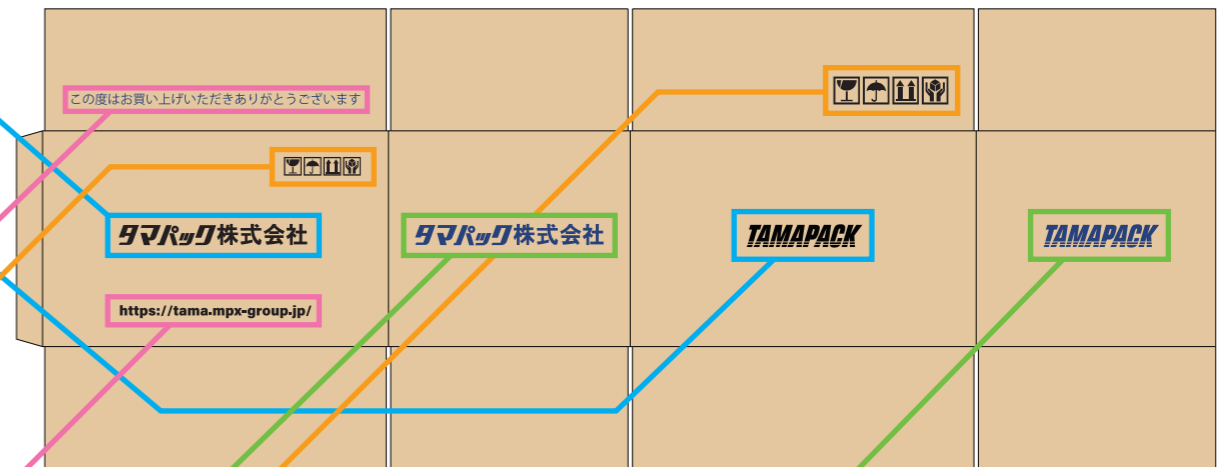 この度はお買い上げいただきありがとうございます
タマパック株式会社
タマパック株式会社
TAMAPACK
TAMAPACK
https://tama.mpx-group.jp/